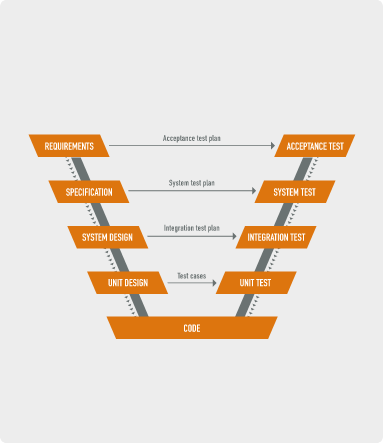 REQUIREMENTS
Acceptance test plan
ACCEPTANCE TEST
SPECIFICATION
System test plan
SYSTEM TEST
SYSTEM DESIGN
Integration test plan
INTEGRATION TEST
UNIT DESIGN
Test cases
UNIT TEST
CODE